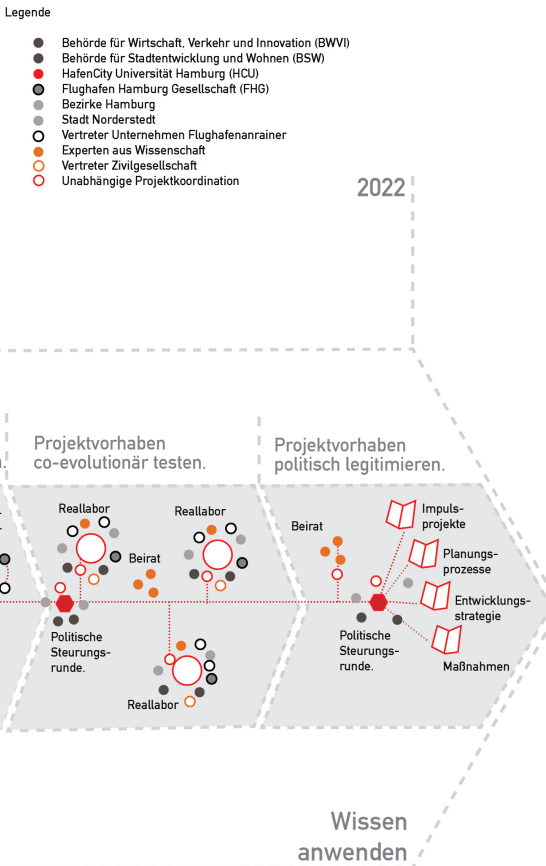 Legende
Behörde für Wirtschaft, Verkehr und Innovation (BWVI)
Behörde für Stadtentwicklung und Wohnen (BSW)
HafenCity Universität Hamburg (HCU)
Flughafen Hamburg Gesellschaft (FHG)
Bezirke Hamburg
Stadt Norderstedt
Vertreter Unternehmen Flughafenanrainer
Experten aus Wissenschaft
Vertreter Zivilgesellschaft
Unabhängige Projektkoordination
2022
Projektvorhaben
co-evolutionär testen.
Projektvorhaben
politisch legitimieren.
Reallabor
Beirat
Reallabor
Politische
Steuerungs-
runde.
Reallabor
Beirat
Politische
Steuerungs-
runde.
Impuls-
projekte
Planungs-
prozesse
Entwicklungs-
strategie
Maßnahmen
Wissen
anwenden